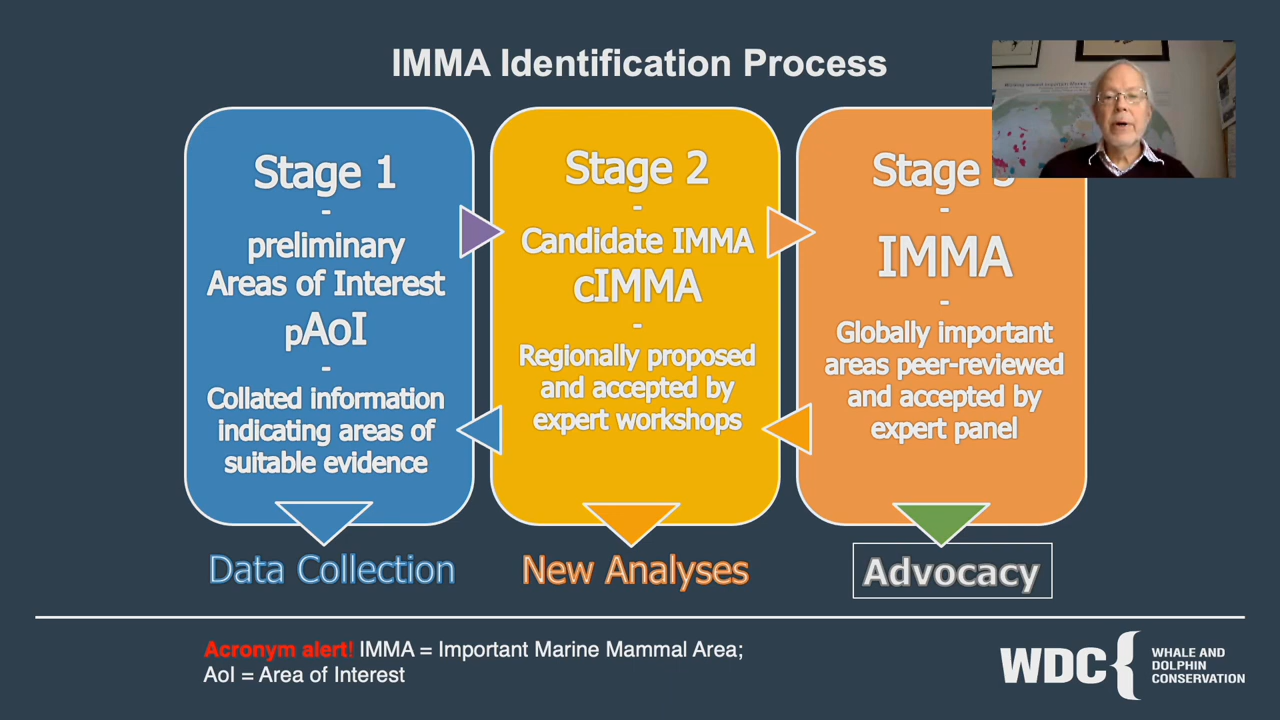 IMMA Identification Process
Stage 1
-
preliminary
Areas of Interest
pAoI
-
Collated information
indicating areas of
suitable evidence
Data Collection
Stage 2
-
Candidate IMMA
cIMMA
-
Regionally proposed
and accepted by
expert workshops
New Analyses
Stage
-
IMMA
-
Globally important
areas peer-reviewed
and accepted by
expert panel
Advocacy
Acronym alert! IMMA = Important Marine Mammal Area;
AoI = Area of Interest
WDC
WHALE AND
DOLPHIN
CONSERVATION